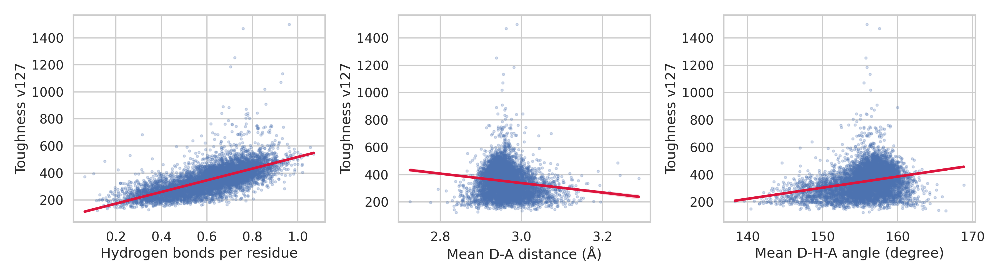 Toughness v127
1400
1200
1000
800
600
400
200
0.2 0.4 0.6 0.8 1.0
Hydrogen bonds per residue
Toughness v127
1400
1200
1000
800
600
400
200
2.8 3.0 3.2
Mean D-A distance (Å)
Toughness v127
1400
1200
1000
800
600
400
200
140 150 160 170
Mean D-H-A angle (degree)